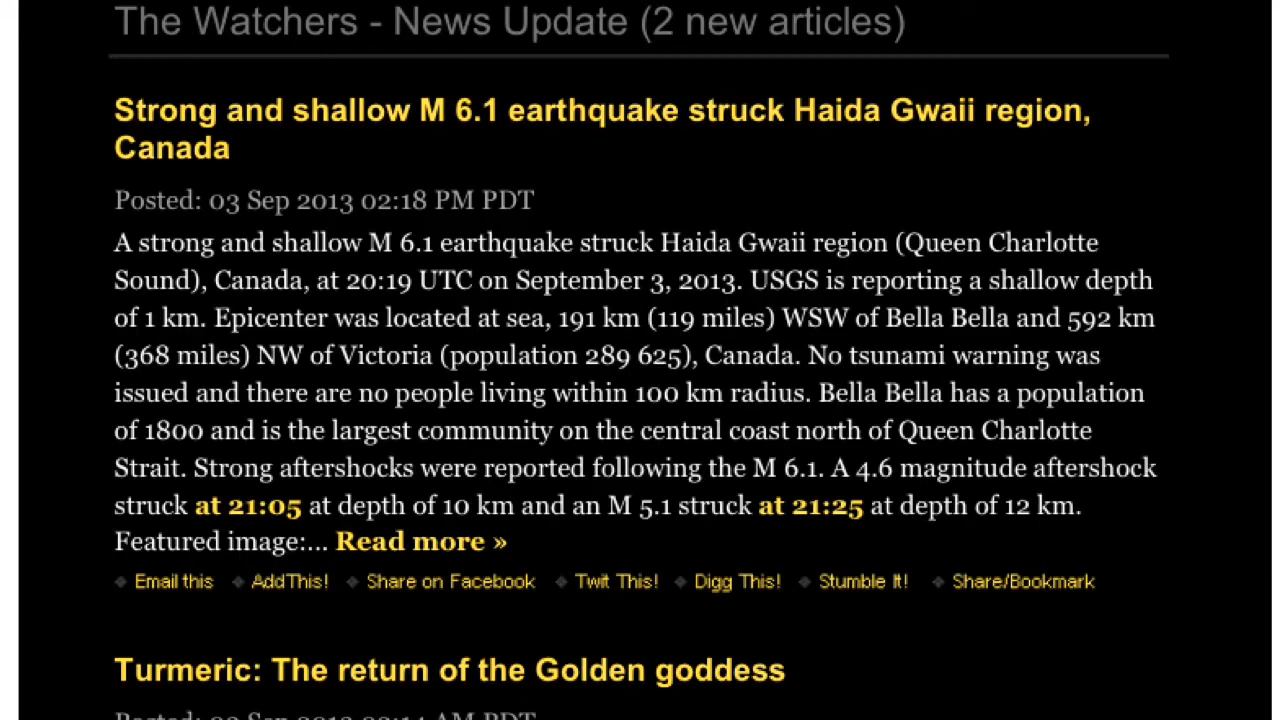 The Watchers - News Update (2 new articles)
Strong and shallow M 6.1 earthquake struck Haida Gwaii region,
Canada
Posted: 03 Sep 2013 02:18 PM PDT
A strong and shallow M 6.1 earthquake struck Haida Gwaii region (Queen Charlotte
Sound), Canada, at 20:19 UTC on September 3, 2013. USGS is reporting a shallow depth
of 1 km. Epicenter was located at sea, 191 km (119 miles) WSW of Bella Bella and 592 km
(368 miles) NW of Victoria (population 289 625), Canada. No tsunami warning was
issued and there are no people living within 100 km radius. Bella Bella has a population
of 1800 and is the largest community on the central coast north of Queen Charlotte
Strait. Strong aftershocks were reported following the M 6.1. A 4.6 magnitude aftershock
struck at 21:05 at depth of 10 km and an M 5.1 struck at 21:25 at depth of 12 km.
Featured image:... Read more »
Email this AddThis! Share on Facebook Twit This! Digg This! Stumble It! Share/Bookmark
Turmeric: The return of the Golden goddess
Posted: Sep 2013 AM PDT